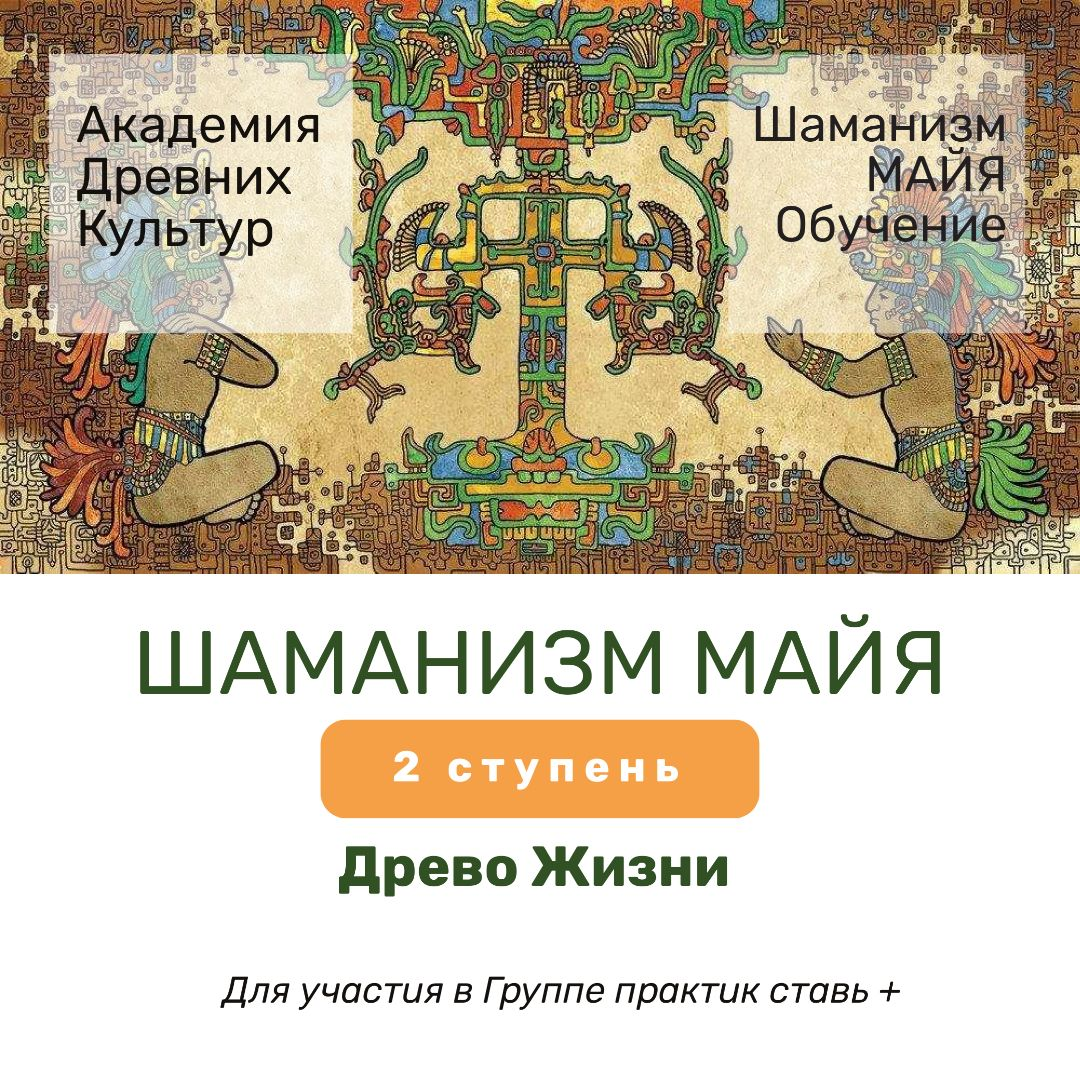 Академия
Древних
Культур
Шаманизм
МАЙЯ
Обучение
ШАМАНИЗМ МАЙЯ
2 ступень
Древо Жизни
Для участия в Группе практик ставь +